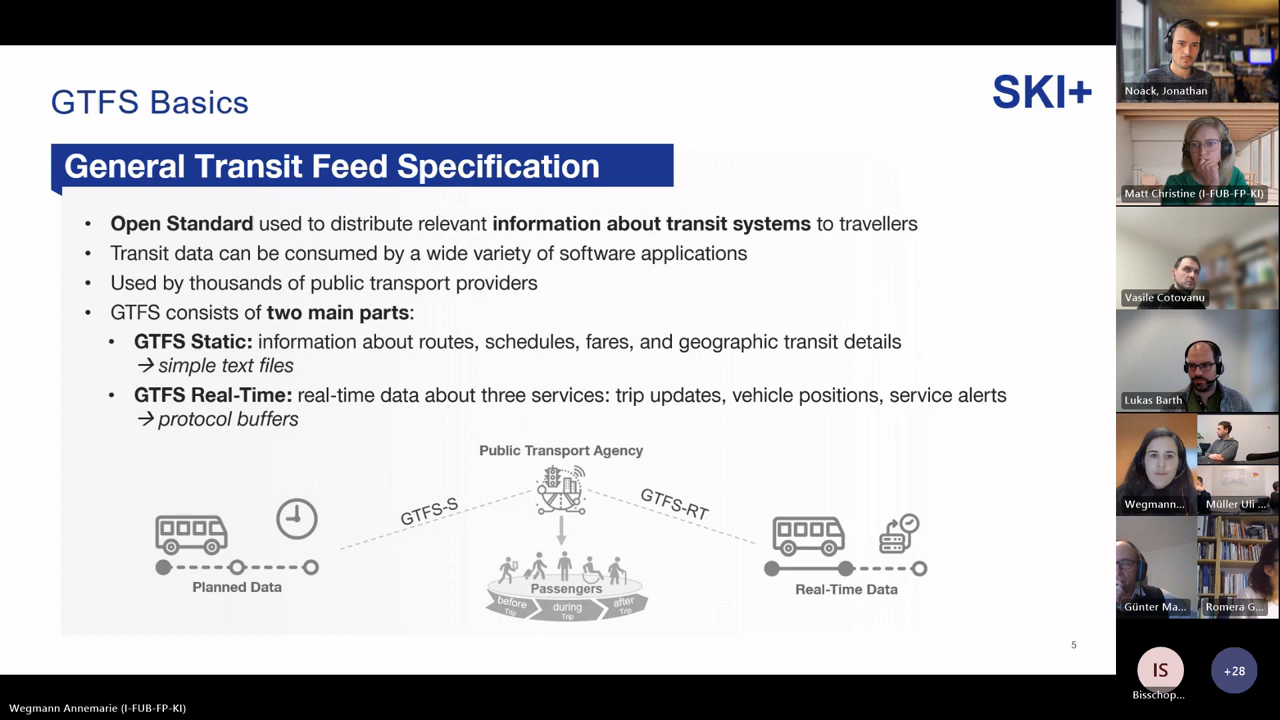 GTFS Basics
SKI+
General Transit Feed Specification
• Open Standard used to distribute relevant information about transit systems to travellers
• Transit data can be consumed by a wide variety of software applications
• Used by thousands of public transport providers
• GTFS consists of two main parts:
• GTFS Static: information about routes, schedules, fares, and geographic transit details
→ simple text files
• GTFS Real-Time: real-time data about three services: trip updates, vehicle positions, service alerts
→ protocol buffers
Public Transport Agency
GTFS-S
GTFS-RT
Planned Data
Passengers
before Trip
during Trip
after Trip
Real-Time Data
5
Wegmann Annemarie (I-FUB-FP-KI)
Noack, Jonathan
Matt Christine (I-FUB-FP-KI)
Vasile Cotovanu
Lukas Barth
Wegmann...
Müller Uli ...
Günter Ma...
Romera G...
IS
Bisschop...
+28